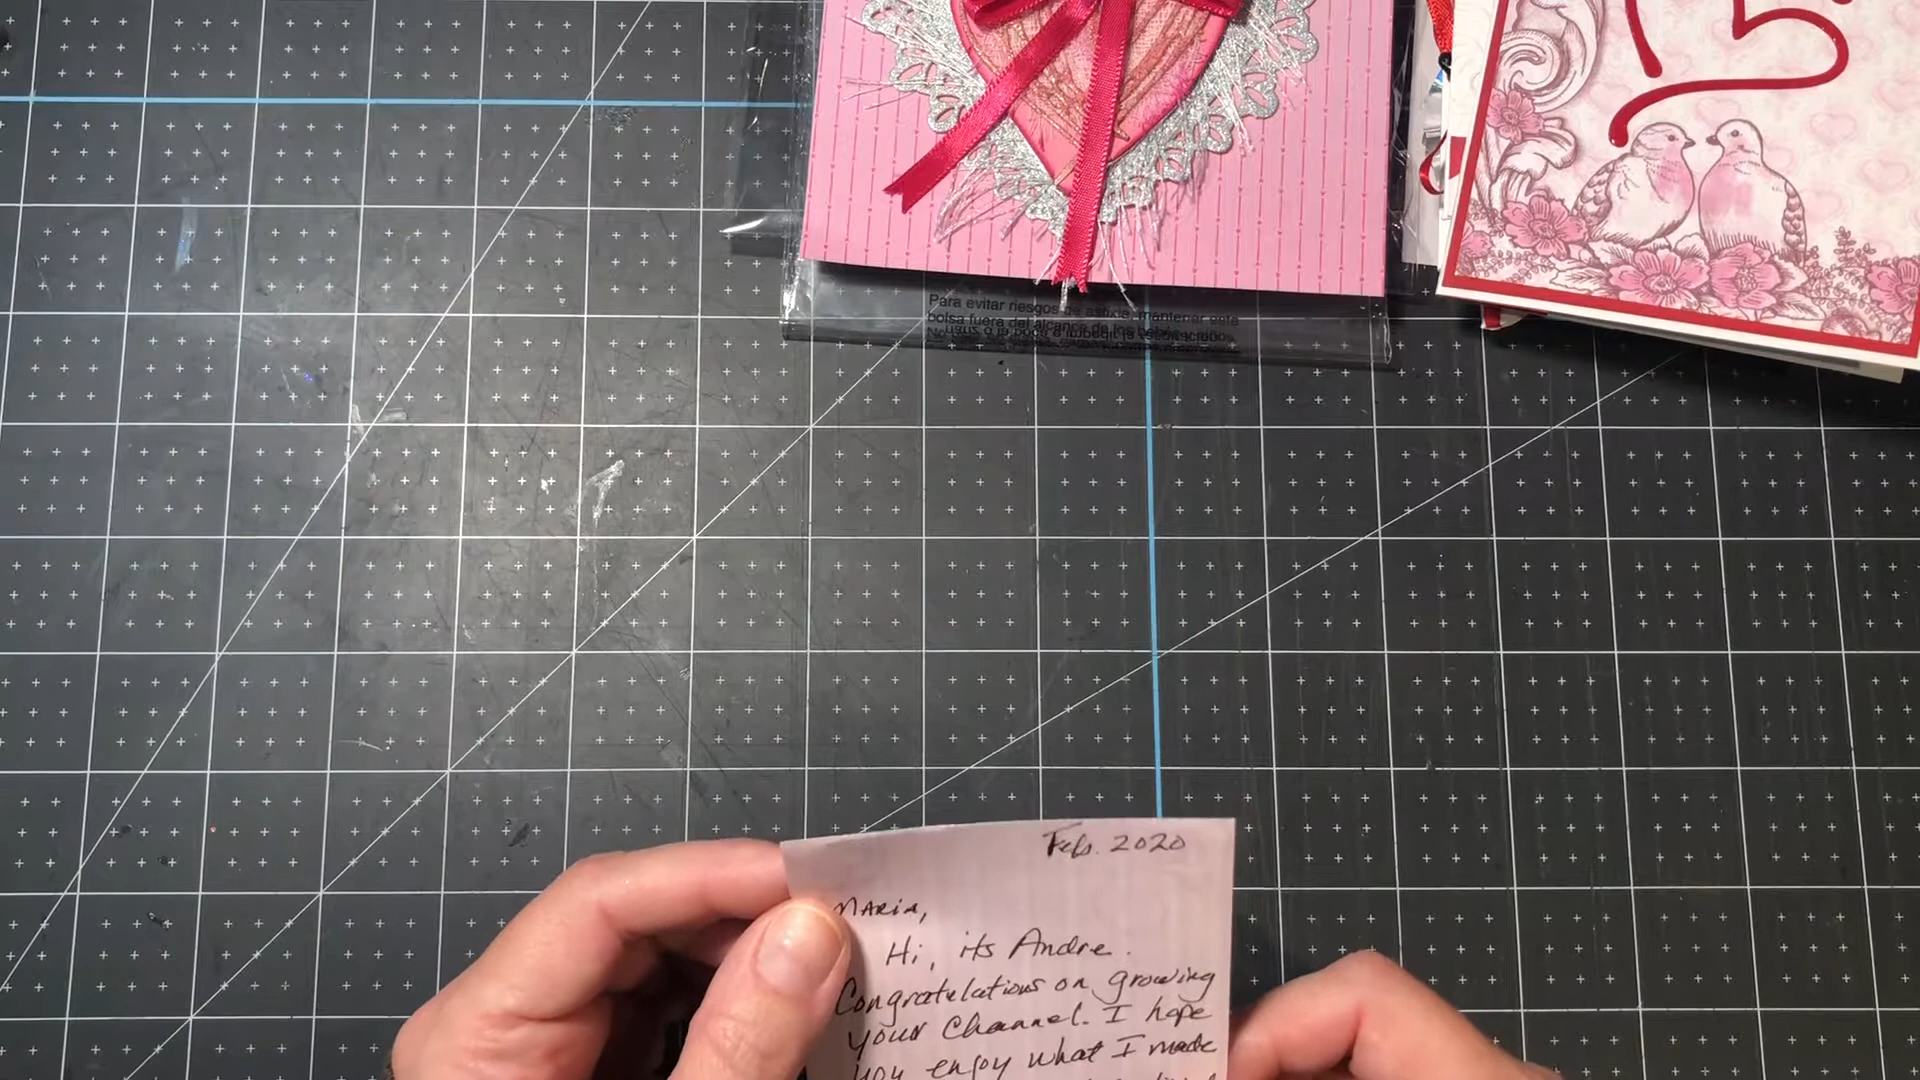 Para evitar riesgos de asfixia, mantener este
bolsa fuera del alcance de los bebés
Feb. 2020
Maria,
Hi, its Andre.
Congratulations on growing
your Channel. I hope
you enjoy what I made